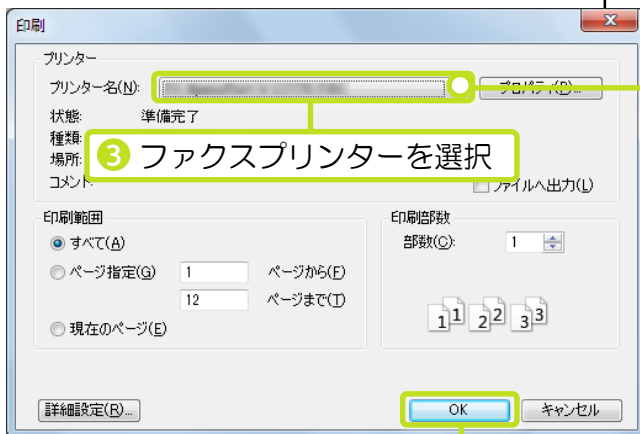 印刷
プリンター
プリンター名(N):
プロパティ(P)...
状態: 準備完了
種類:
場所:
コメント:
❸ ファクスプリンターを選択
ファイルへ出力(L)
印刷範囲
すべて(A)
ページ指定(G) 1 ページから(F)
12 ページまで(T)
現在のページ(E)
印刷部数
部数(C): 1
11 22 33
詳細設定(R)... OK キャンセル